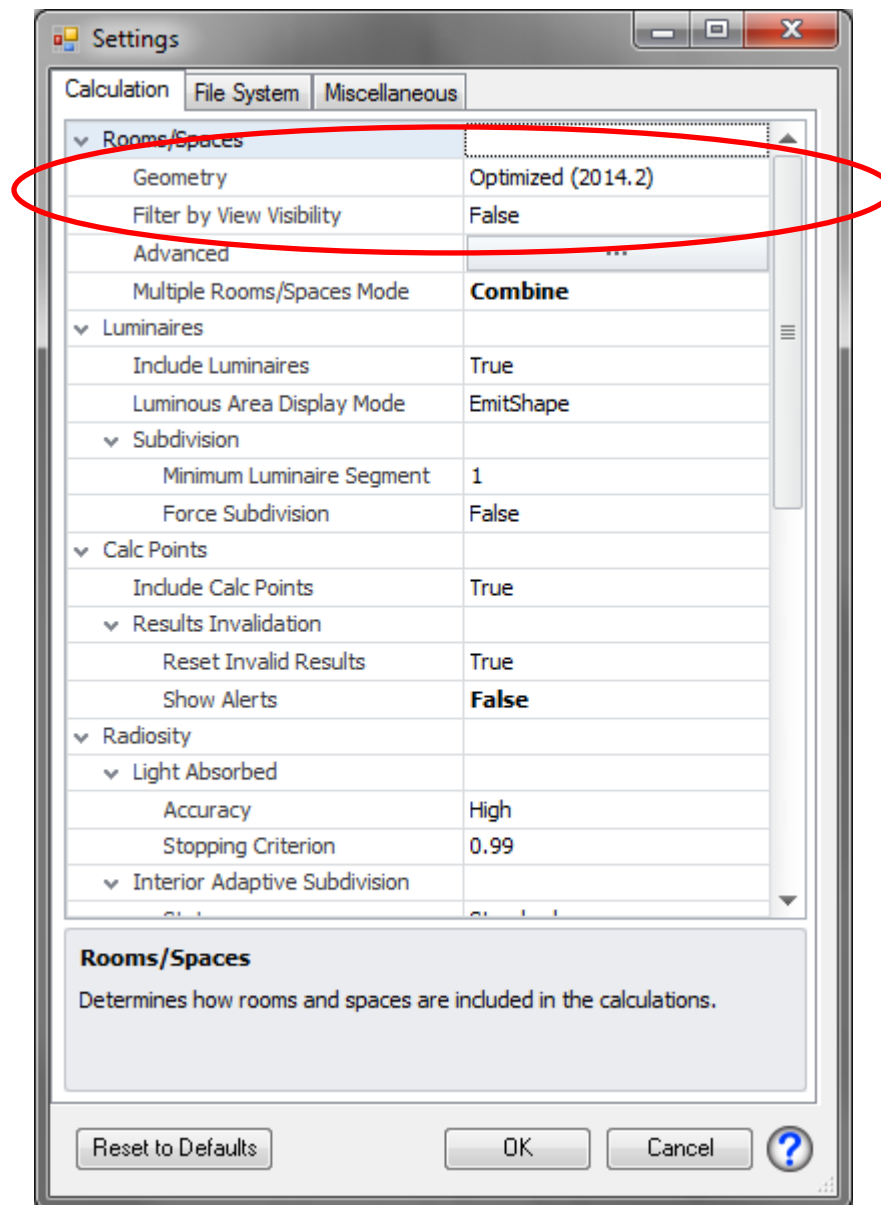 Settings
Calculation File System Miscellaneous
Rooms/Spaces
Geometry Optimized (2014.2)
Filter by View Visibility False
Advanced ...
Multiple Rooms/Spaces Mode Combine
Luminaires
Include Luminaires True
Luminous Area Display Mode EmitShape
Subdivision
Minimum Luminaire Segment 1
Force Subdivision False
Calc Points
Include Calc Points True
Results Invalidation
Reset Invalid Results True
Show Alerts False
Radiosity
Light Absorbed
Accuracy High
Stopping Criterion 0.99
Interior Adaptive Subdivision
Rooms/Spaces
Determines how rooms and spaces are included in the calculations.
Reset to Defaults OK Cancel ?